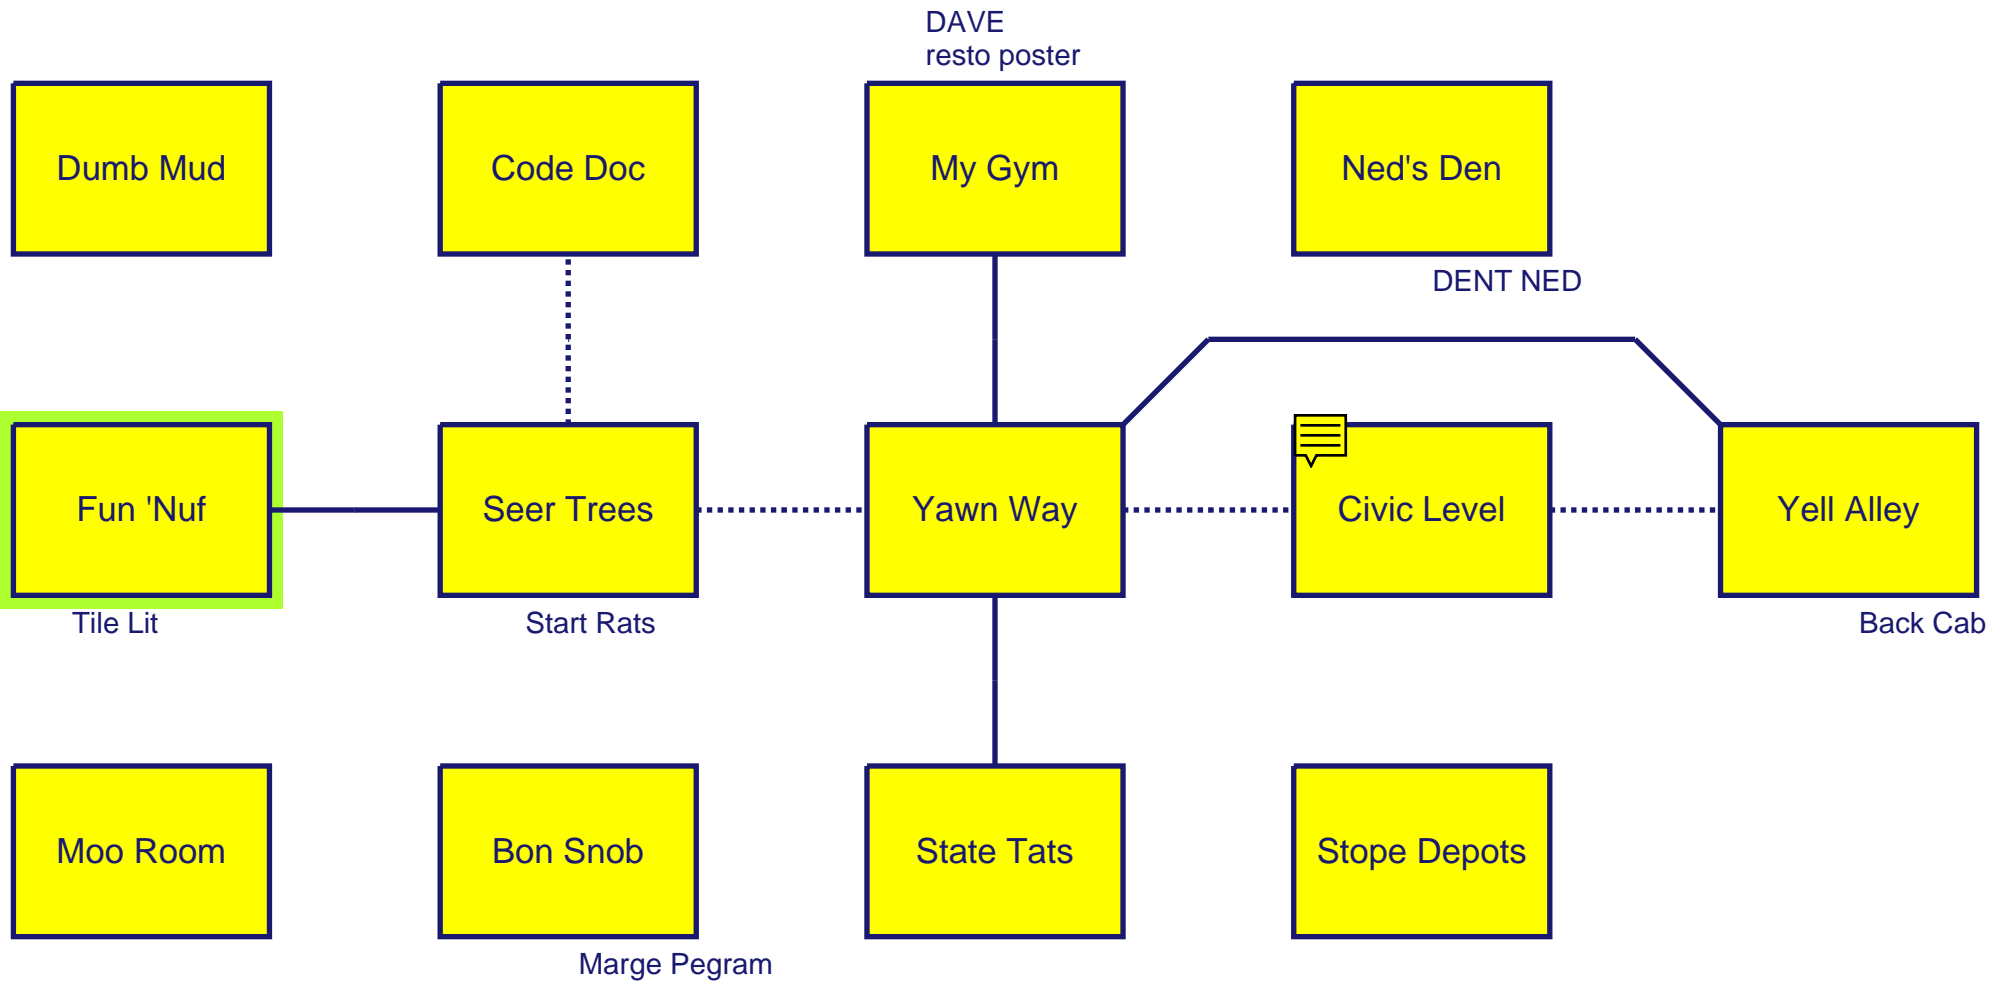 DAVE
resto poster
Dumb Mud
Code Doc
My Gym
Ned's Den
DENT NED
Fun 'Nuf
Seer Trees
Yawn Way
Civic Level
Yell Alley
Tile Lit
Start Rats
Back Cab
Moo Room
Bon Snob
State Tats
Stope Depots
Marge Pegram